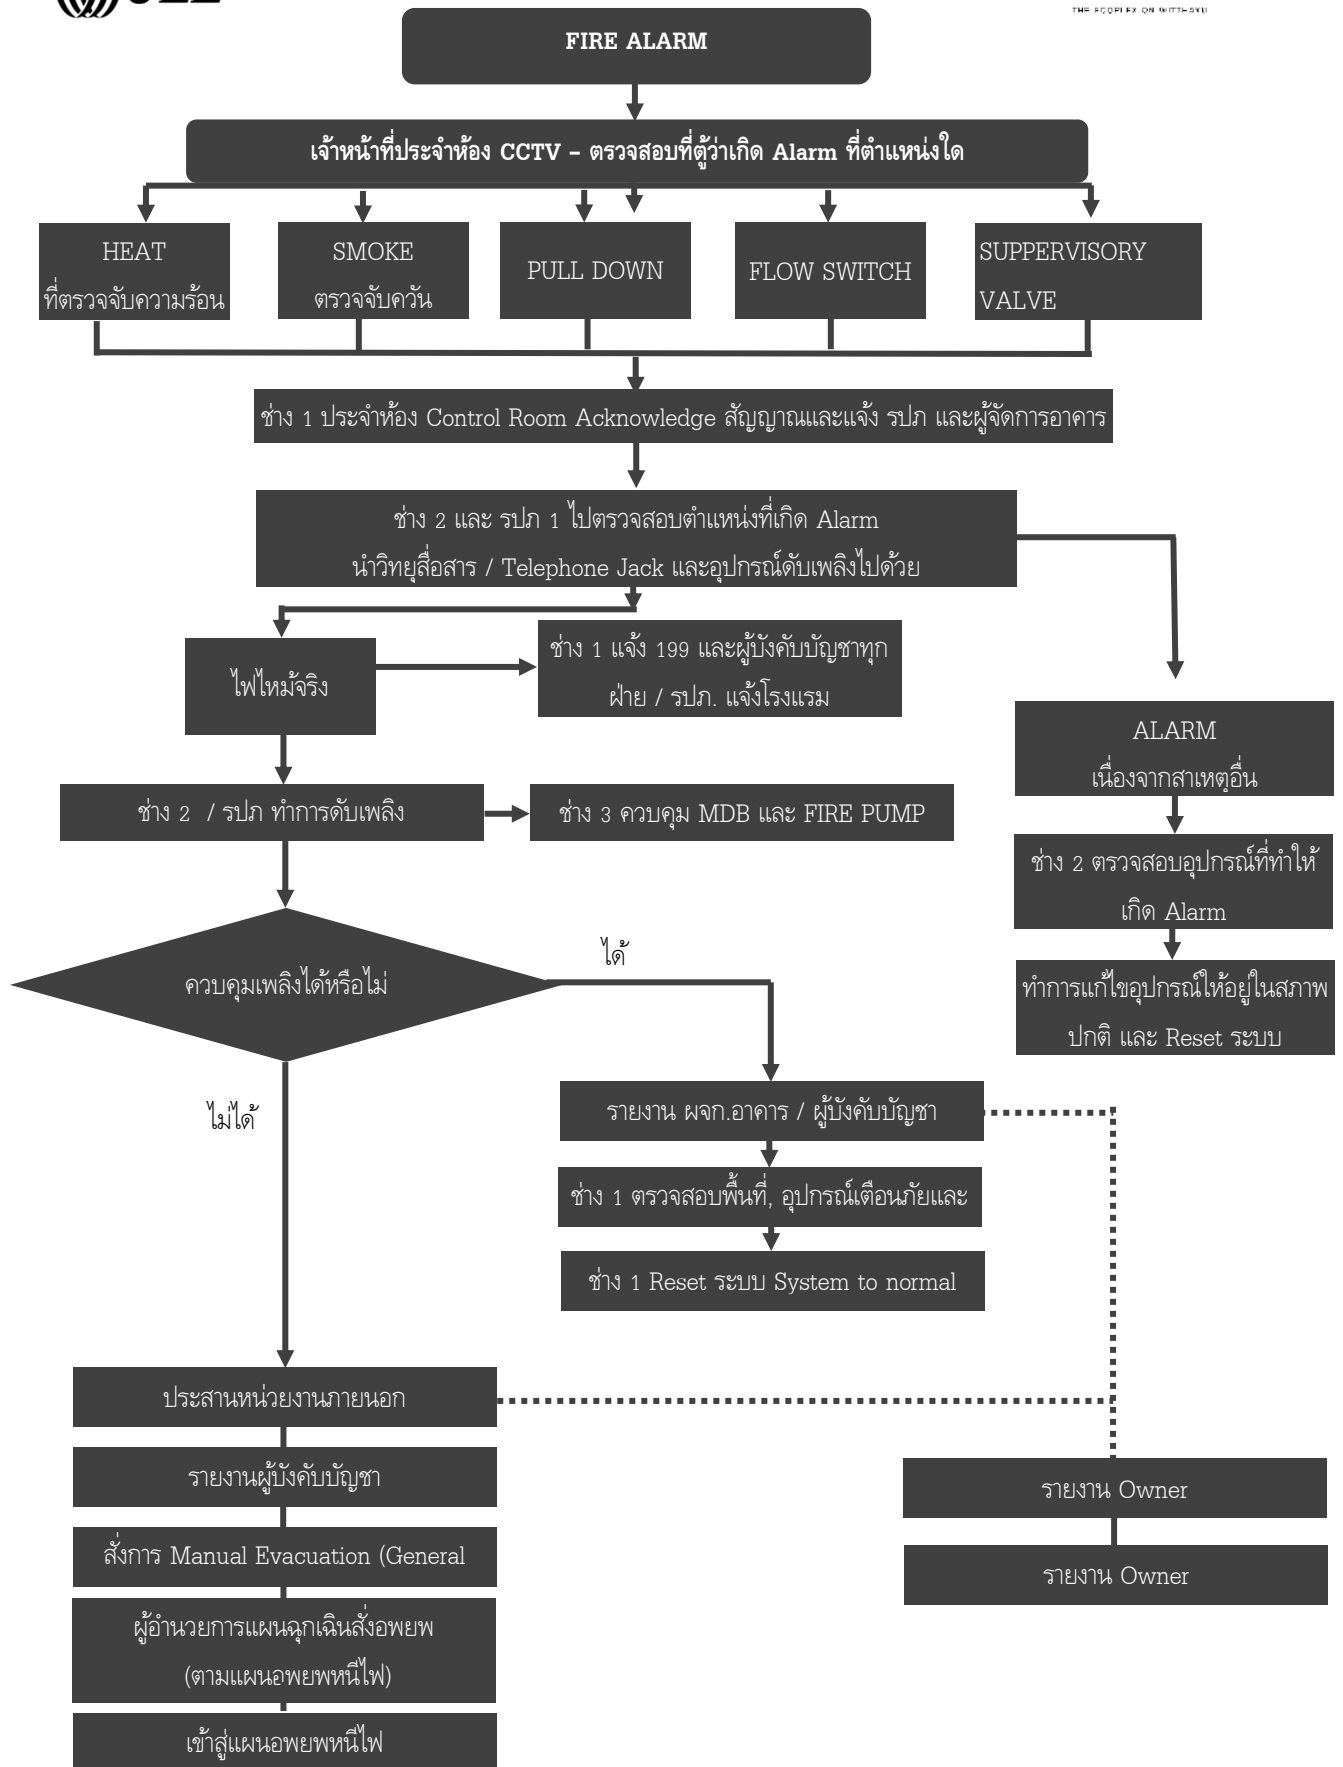 THE ECOPLEX ON WITTHAYU
FIRE ALARM
เจ้าหน้าที่ประจำห้อง CCTV – ตรวจสอบที่ตู้ว่าเกิด Alarm ที่ตำแหน่งใด
HEAT
ที่ตรวจจับความร้อน
SMOKE
ตรวจจับควัน
PULL DOWN
FLOW SWITCH
SUPPERVISORY
VALVE
ช่าง 1 ประจำห้อง Control Room Acknowledge สัญญาณและแจ้ง รปภ และผู้จัดการอาคาร
ช่าง 2 และ รปภ 1 ไปตรวจสอบตำแหน่งที่เกิด Alarm
นำวิทยุสื่อสาร / Telephone Jack และอุปกรณ์ดับเพลิงไปด้วย
ไฟไหม้จริง
ช่าง 1 แจ้ง 199 และผู้บังคับบัญชาทุก
ฝ่าย / รปภ. แจ้งโรงแรม
ALARM
เนื่องจากสาเหตุอื่น
ช่าง 2 / รปภ ทำการดับเพลิง
ช่าง 3 ควบคุม MDB และ FIRE PUMP
ช่าง 2 ตรวจสอบอุปกรณ์ที่ทำให้
เกิด Alarm
ควบคุมเพลิงได้หรือไม่
ได้
ทำการแก้ไขอุปกรณ์ให้อยู่ในสภาพ
ปกติ และ Reset ระบบ
ไม่ได้
รายงาน ผจก.อาคาร / ผู้บังคับบัญชา
ช่าง 1 ตรวจสอบพื้นที่, อุปกรณ์เตือนภัยและ
ช่าง 1 Reset ระบบ System to normal
ประสานหน่วยงานภายนอก
รายงานผู้บังคับบัญชา
สั่งการ Manual Evacuation (General
ผู้อำนวยการแผนฉุกเฉินสั่งอพยพ
(ตามแผนอพยพหนีไฟ)
เข้าสู่แผนอพยพหนีไฟ
รายงาน Owner
รายงาน Owner